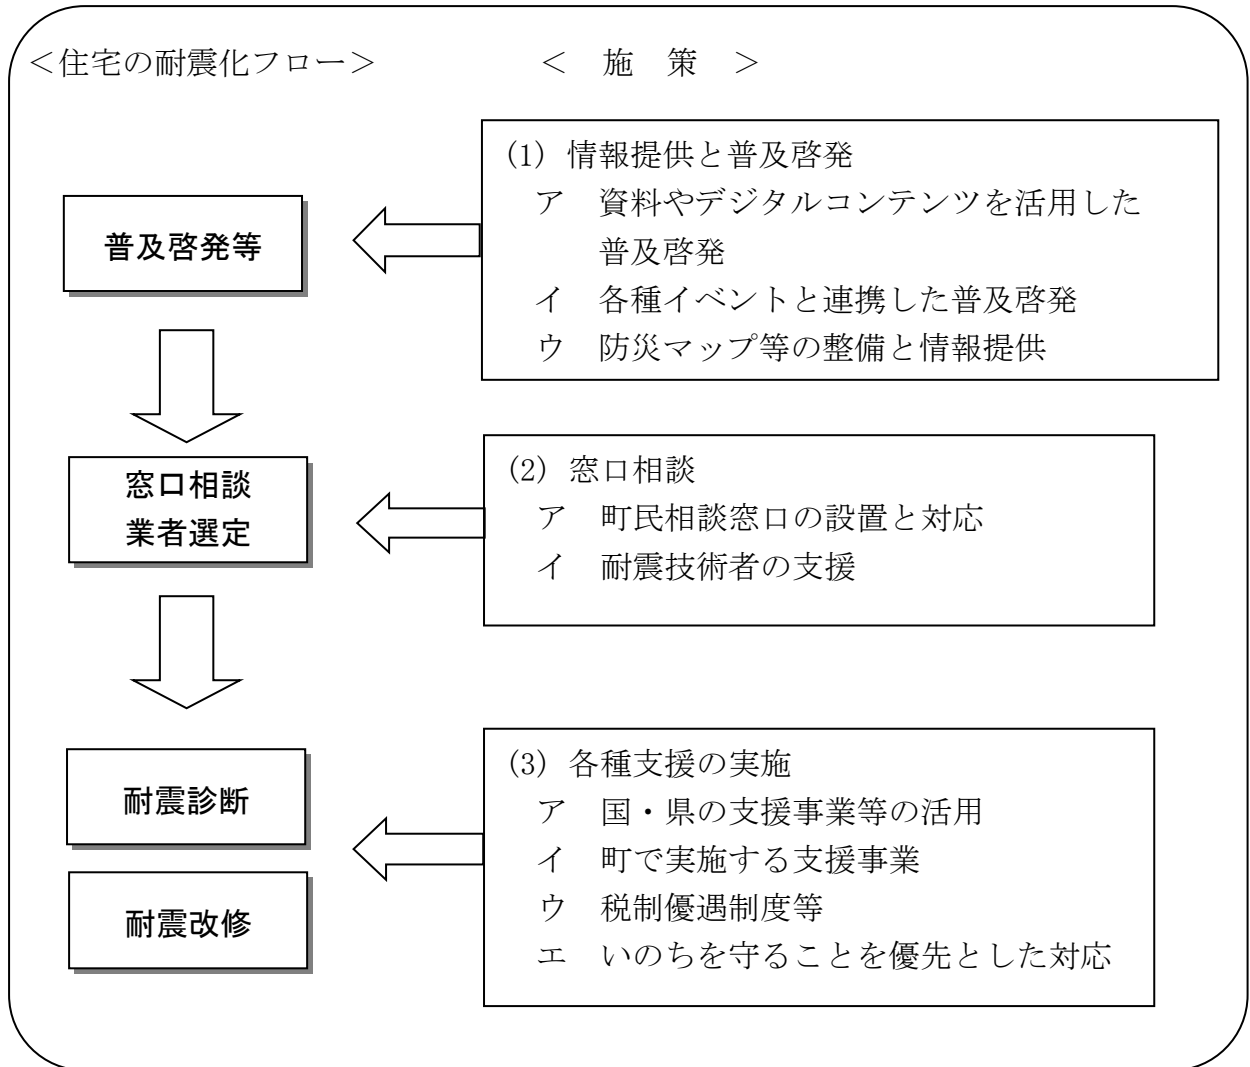 ＜住宅の耐震化フロー＞
＜　施　策　＞
普及啓発等
(1) 情報提供と普及啓発
ア　資料やデジタルコンテンツを活用した
普及啓発
イ　各種イベントと連携した普及啓発
ウ　防災マップ等の整備と情報提供
窓口相談
業者選定
(2) 窓口相談
ア　町民相談窓口の設置と対応
イ　耐震技術者の支援
耐震診断
耐震改修
(3) 各種支援の実施
ア　国・県の支援事業等の活用
イ　町で実施する支援事業
ウ　税制優遇制度等
エ　いのちを守ることを優先とした対応